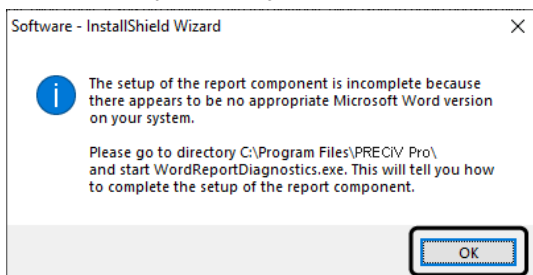 Software - InstallShield Wizard
The setup of the report component is incomplete because
there appears to be no appropriate Microsoft Word version
on your system.
Please go to directory C:\Program Files\PRECiV Pro\
and start WordReportDiagnostics.exe. This will tell you how
to complete the setup of the report component.
OK